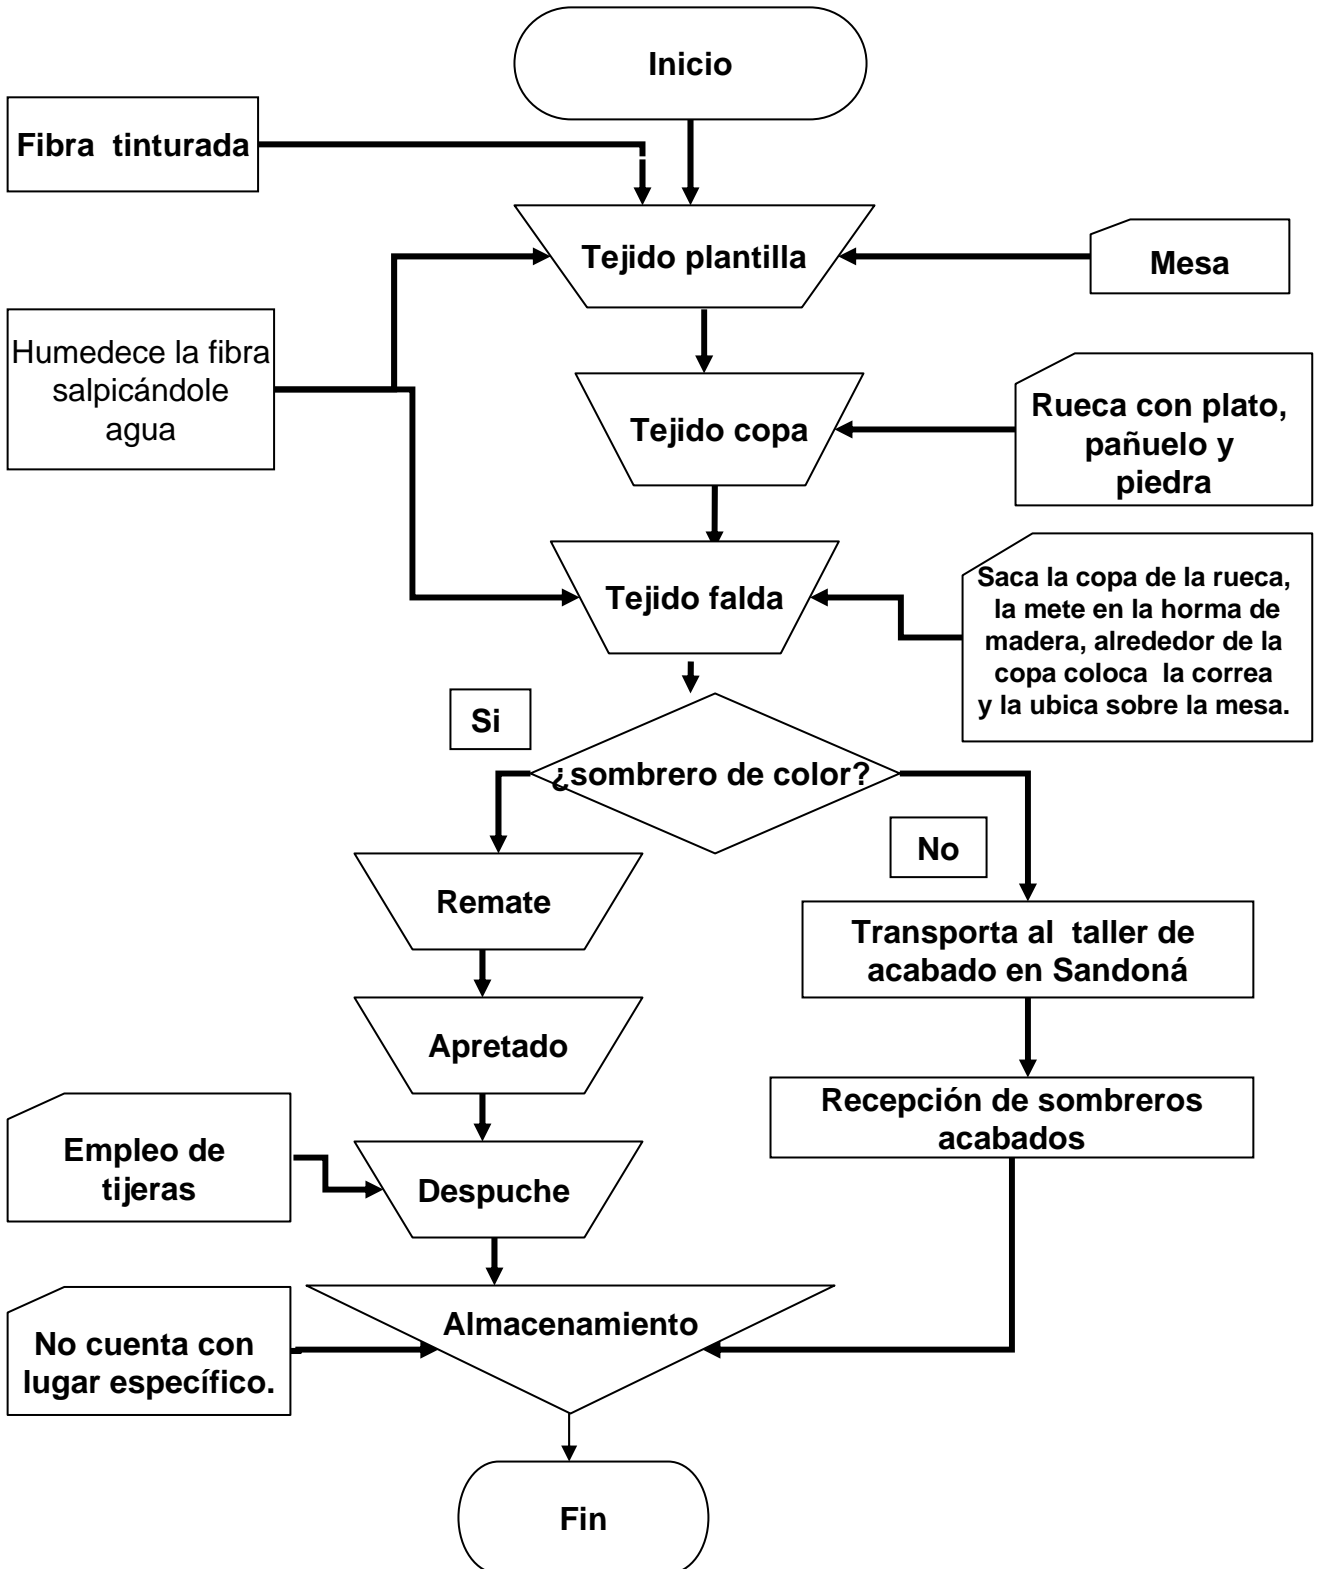 Inicio
Fibra  tinturada
Tejido plantilla
Mesa
Humedece la fibra
salpicándole
agua
Tejido copa
Rueca con plato,
pañuelo y
piedra
Tejido falda
Saca la copa de la rueca,
la mete en la horma de
madera, alrededor de la
copa coloca  la correa
y la ubica sobre la mesa.
Si
¿sombrero de color?
No
Remate
Transporta al  taller de
acabado en Sandoná
Apretado
Recepción de sombreros
acabados
Empleo de
tijeras
Despuche
Almacenamiento
No cuenta con
lugar específico.
Fin